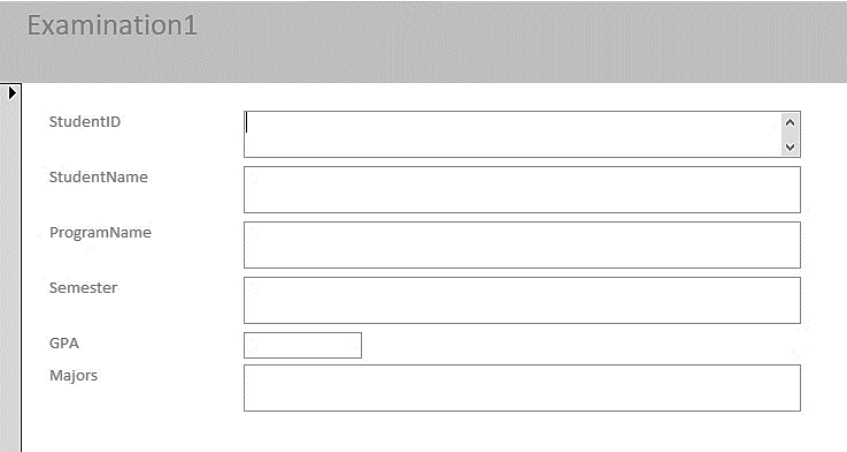 Examination1
StudentID
StudentName
ProgramName
Semester
GPA
Majors